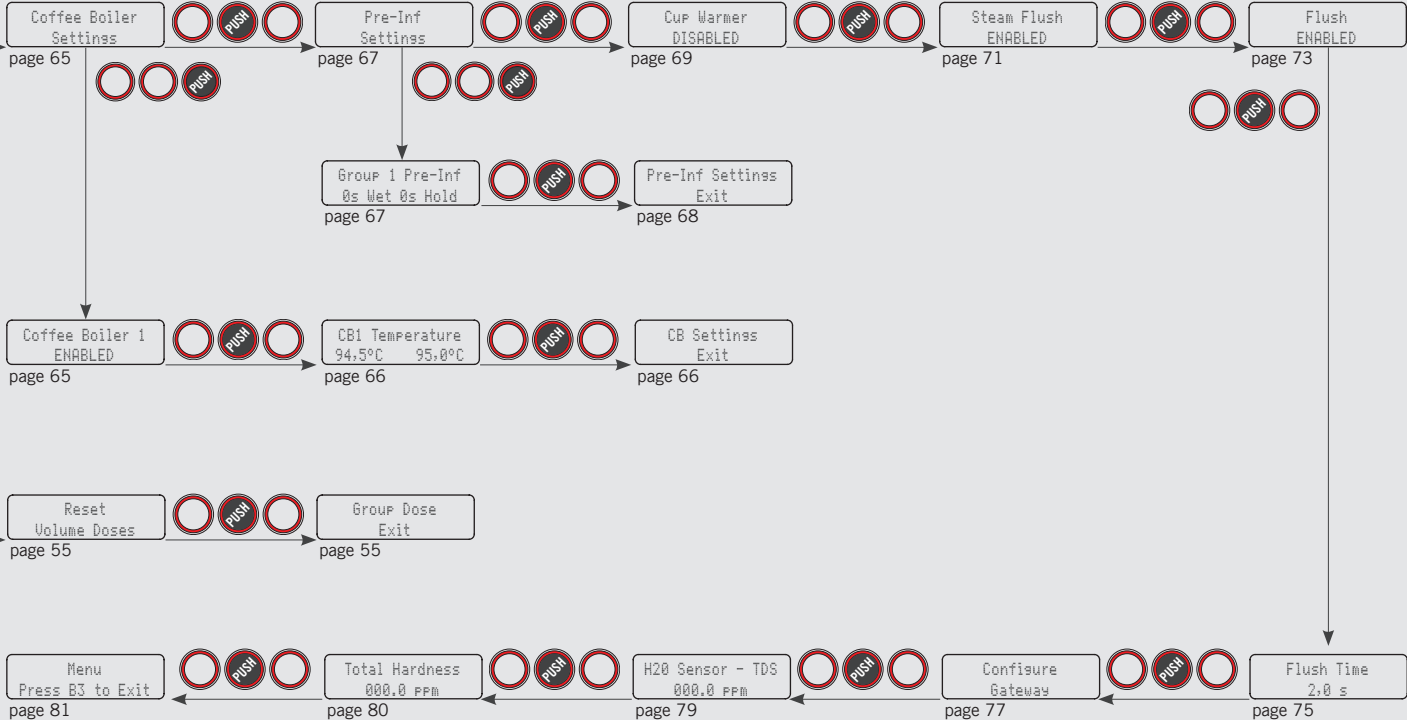 Coffee Boiler
Settings
page 65
PUSH
Pre-Inf
Settings
page 67
PUSH
Cup Warmer
DISABLED
page 69
PUSH
Steam Flush
ENABLED
page 71
PUSH
Flush
ENABLED
page 73
PUSH
PUSH
PUSH
Group 1 Pre-Inf
0s Wet 0s Hold
page 67
PUSH
Pre-Inf Settings
Exit
page 68
Coffee Boiler 1
ENABLED
page 65
PUSH
CB1 Temperature
94,5°C 95,0°C
page 66
PUSH
CB Settings
Exit
page 66
Reset
Volume Doses
page 55
PUSH
Group Dose
Exit
page 55
Menu
Press B3 to Exit
page 81
PUSH
Total Hardness
000.0 ppm
page 80
PUSH
H20 Sensor - TDS
000.0 ppm
page 79
PUSH
Configure
Gateway
page 77
PUSH
Flush Time
2,0 s
page 75